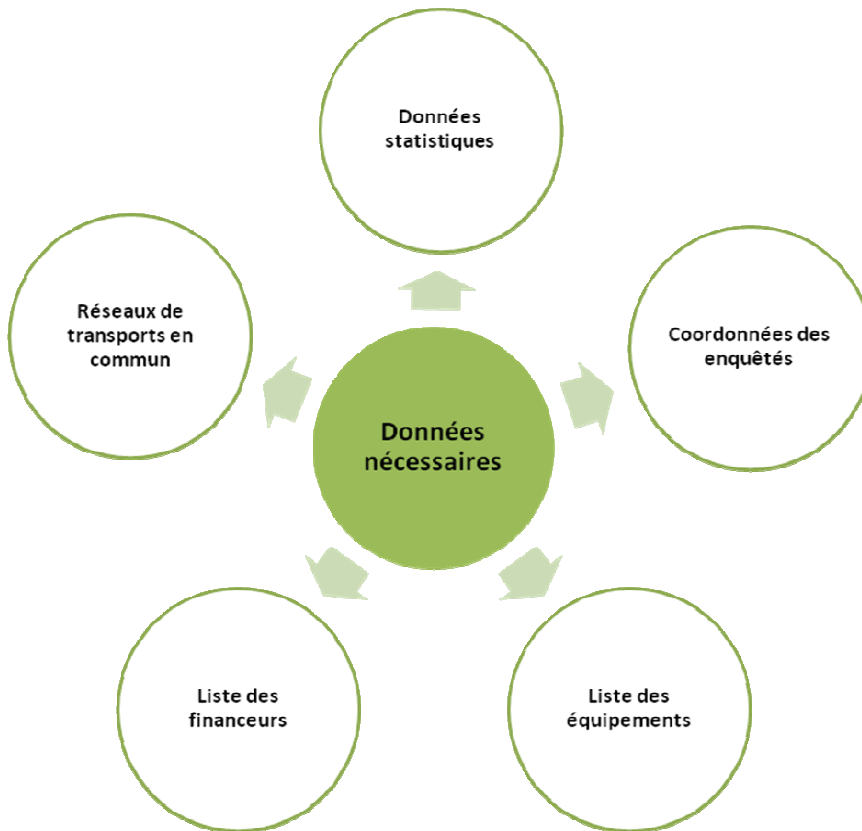 Données
statistiques
Réseaux de
transports en
commun
Coordonnées des
enquêtés
Données
nécessaires
Liste des
financeurs
Liste des
équipements